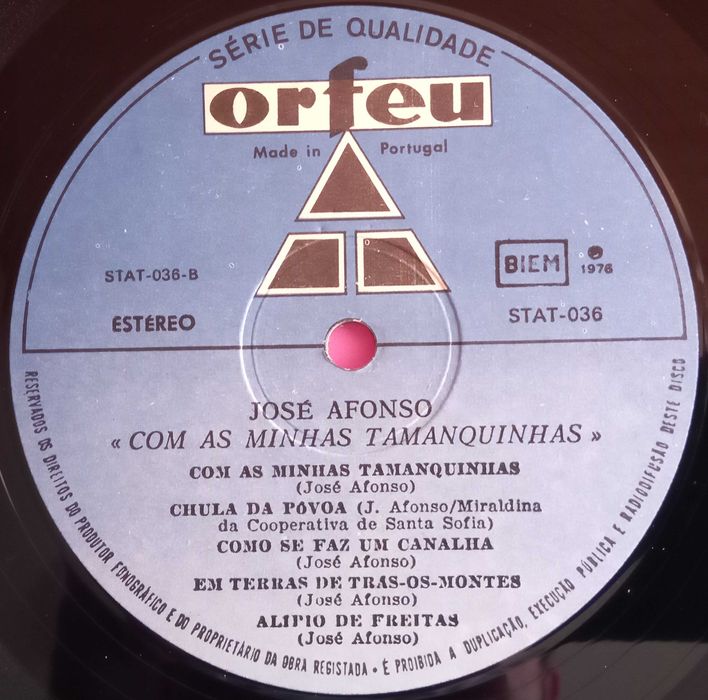 SÉRIE DE QUALIDADE
orfeu
Made in Portugal
STAT-036-B
BIEM
℗
1976
ESTÉREO
STAT-036
JOSÉ AFONSO
« COM AS MINHAS TAMANQUINHAS »
COM AS MINHAS TAMANQUINHAS
(José Afonso)
CHULA DA PÓVOA (J. Afonso/Miraldina
da Cooperativa de Santa Sofia)
COMO SE FAZ UM CANALHA
(José Afonso)
EM TERRAS DE TRAS-OS-MONTES
(José Afonso)
ALIPIO DE FREITAS
(José Afonso)
RESERVADOS OS DIREITOS DO PRODUTOR FONOGRÁFICO E DO PROPRIETÁRIO DA OBRA REGISTADA • É PROIBIDA A DUPLICAÇÃO, EXECUÇÃO PÚBLICA E RADIODIFUSÃO DESTE DISCO